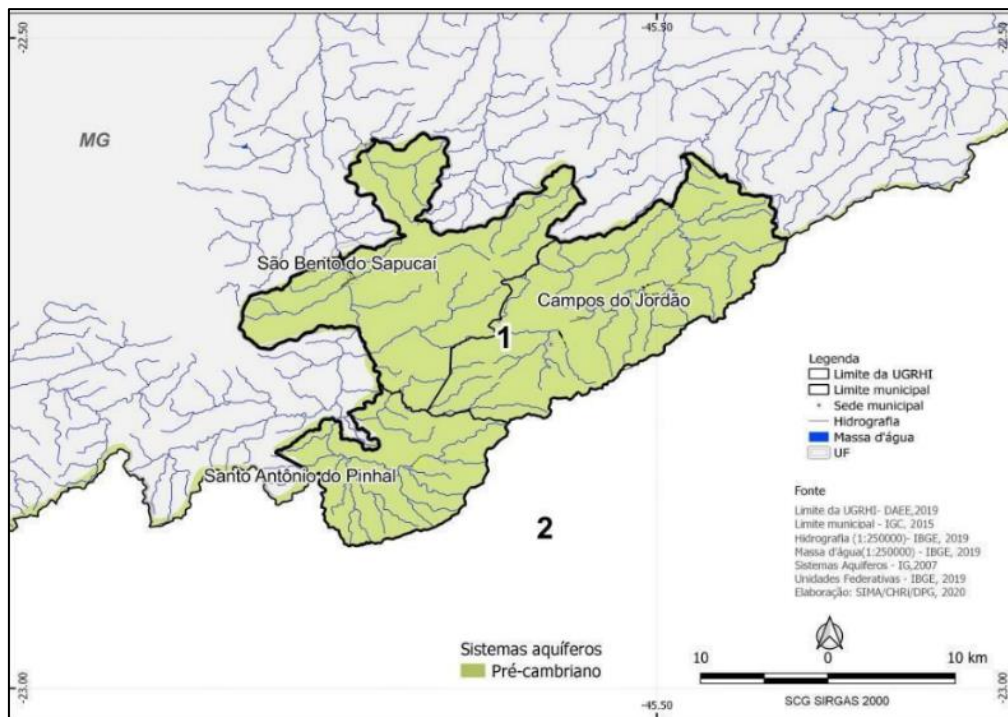 -22.50
-45.50
-22.50
MG
São Bento do Sapucaí
Campos do Jordão
1
Santo Antônio do Pinhal
2
Legenda
Limite da UGRHI
Limite municipal
Sede municipal
Hidrografia
Massa d'água
UF
Fonte
Limite da UGRHI- DAEE,2019
Limite municipal - IGC, 2015
Hidrografia (1:250000)- IBGE, 2019
Massa d'água(1:250000) - IBGE, 2019
Sistemas Aquíferos - IG,2007
Unidades Federativas - IBGE, 2019
Elaboração: SIMA/CHRi/DPG, 2020
Sistemas aquíferos
Pré-cambriano
10 0 10 km
SCG SIRGAS 2000
-23.00
-45.50
-23.00